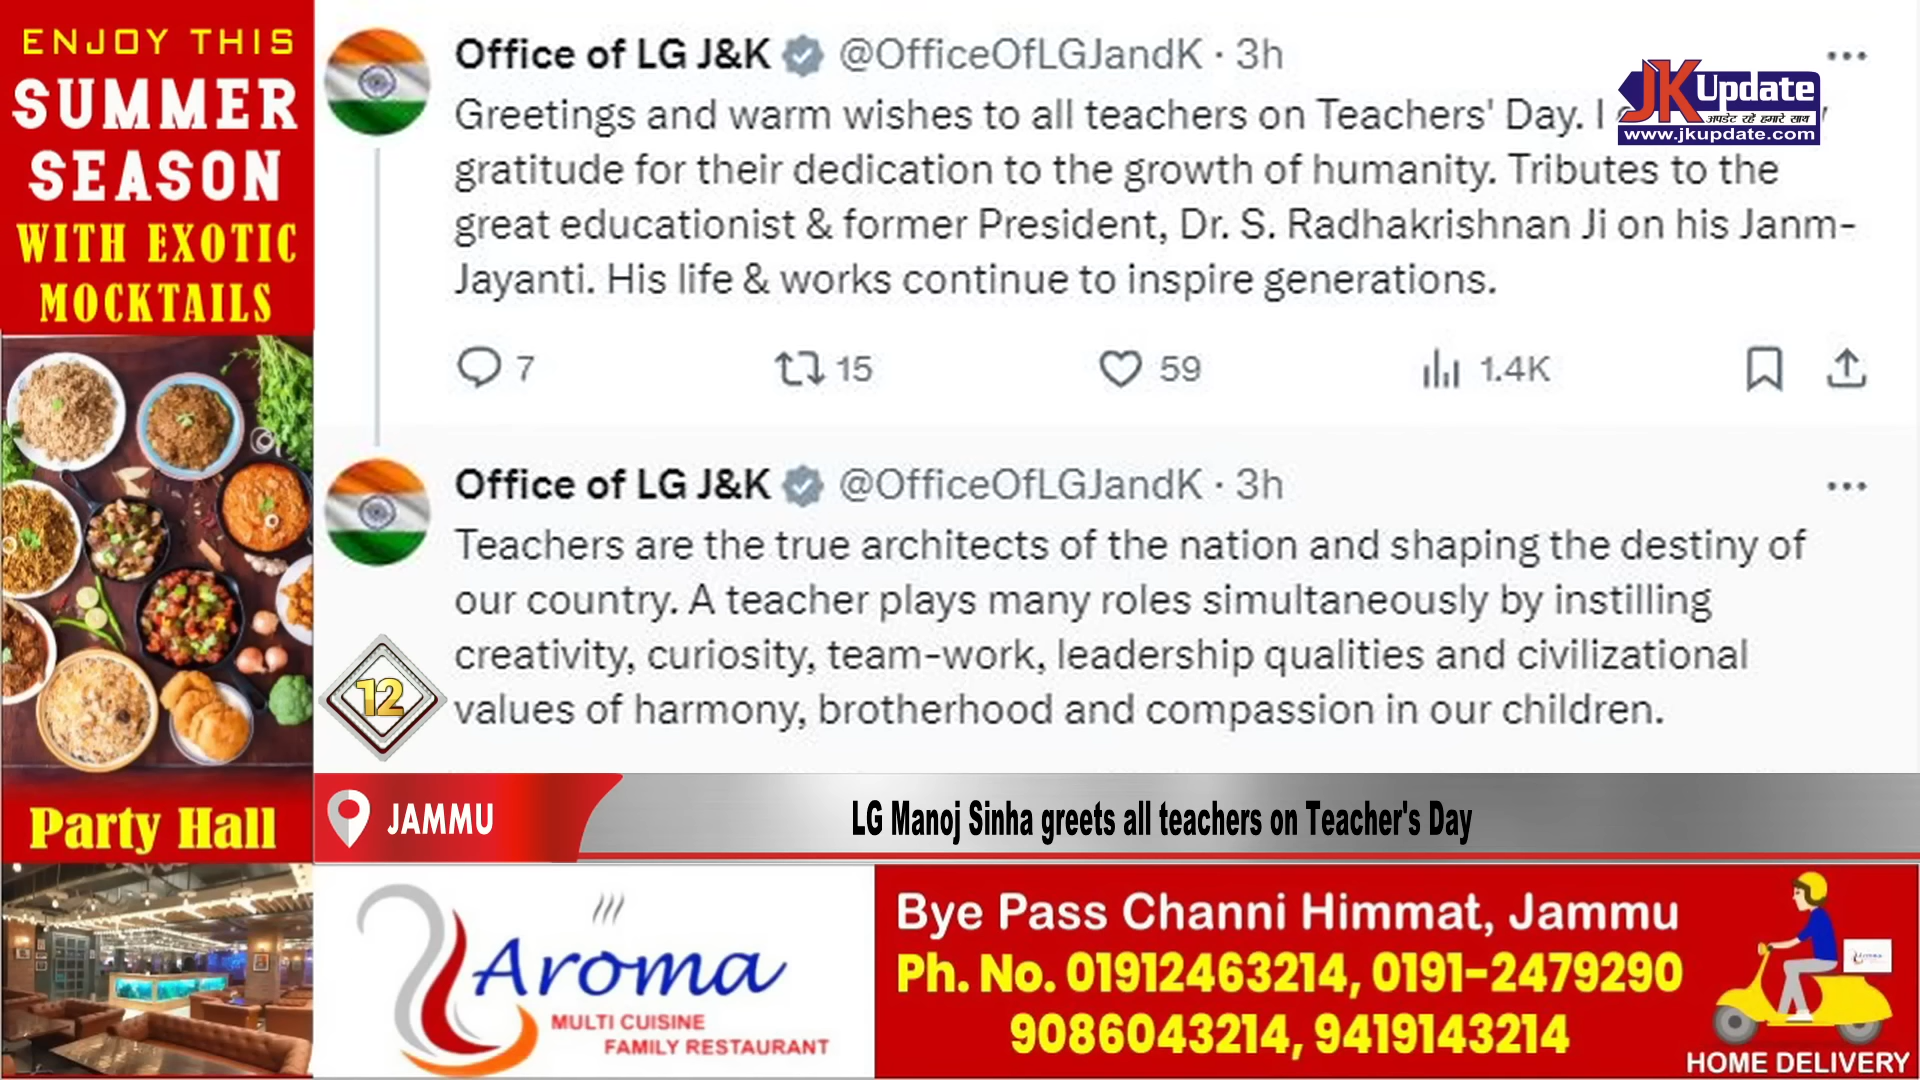 ENJOY THIS
SUMMER
SEASON
WITH EXOTIC
MOCKTAILS
Party Hall
Office of LG J&K @OfficeOfLGJandK · 3h
Greetings and warm wishes to all teachers on Teachers' Day. I
gratitude for their dedication to the growth of humanity. Tributes to the
great educationist & former President, Dr. S. Radhakrishnan Ji on his Janm-
Jayanti. His life & works continue to inspire generations.
7 15 59 1.4K
JK Update
अपडेट रहें हमारे साथ
www.jkupdate.com
Office of LG J&K @OfficeOfLGJandK · 3h
Teachers are the true architects of the nation and shaping the destiny of
our country. A teacher plays many roles simultaneously by instilling
creativity, curiosity, team-work, leadership qualities and civilizational
values of harmony, brotherhood and compassion in our children.
12
JAMMU
LG Manoj Sinha greets all teachers on Teacher's Day
Aroma
MULTI CUISINE
FAMILY RESTAURANT
Bye Pass Channi Himmat, Jammu
Ph. No. 01912463214, 0191-2479290
9086043214, 9419143214
Aroma
HOME DELIVERY